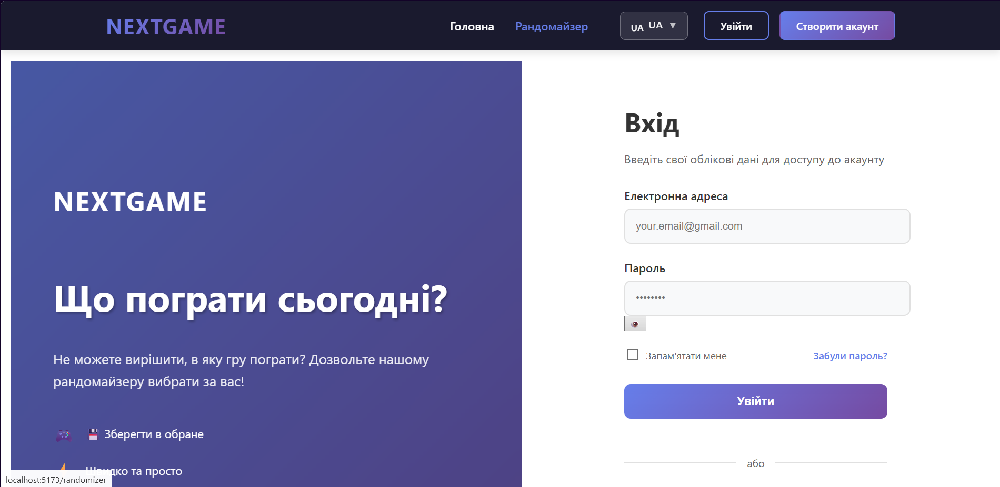 NEXTGAME
Головна
Рандомайзер
UA UA ▼
Увійти
Створити акаунт
NEXTGAME
Що пограти сьогодні?
Не можете вирішити, в яку гру пограти? Дозвольте нашому
рандомайзеру вибрати за вас!
Зберегти в обране
Швидко та просто
localhost:5173/randomizer
Вхід
Введіть свої облікові дані для доступу до акаунту
Електронна адреса
your.email@gmail.com
Пароль
••••••••
Запам'ятати мене
Забули пароль?
Увійти
або